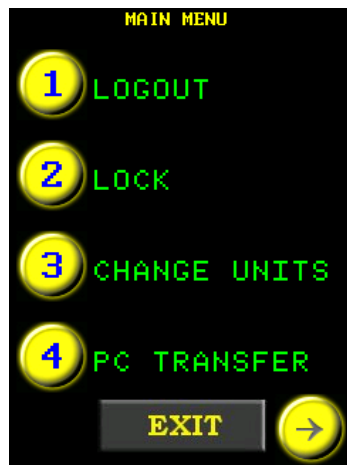 MAIN MENU
1 LOGOUT
2 LOCK
3 CHANGE UNITS
4 PC TRANSFER
EXIT →